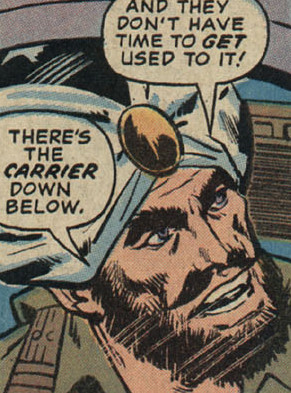 AND THEY
DON'T HAVE
TIME TO GET
USED TO IT!
THERE'S
THE
CARRIER
DOWN
BELOW.